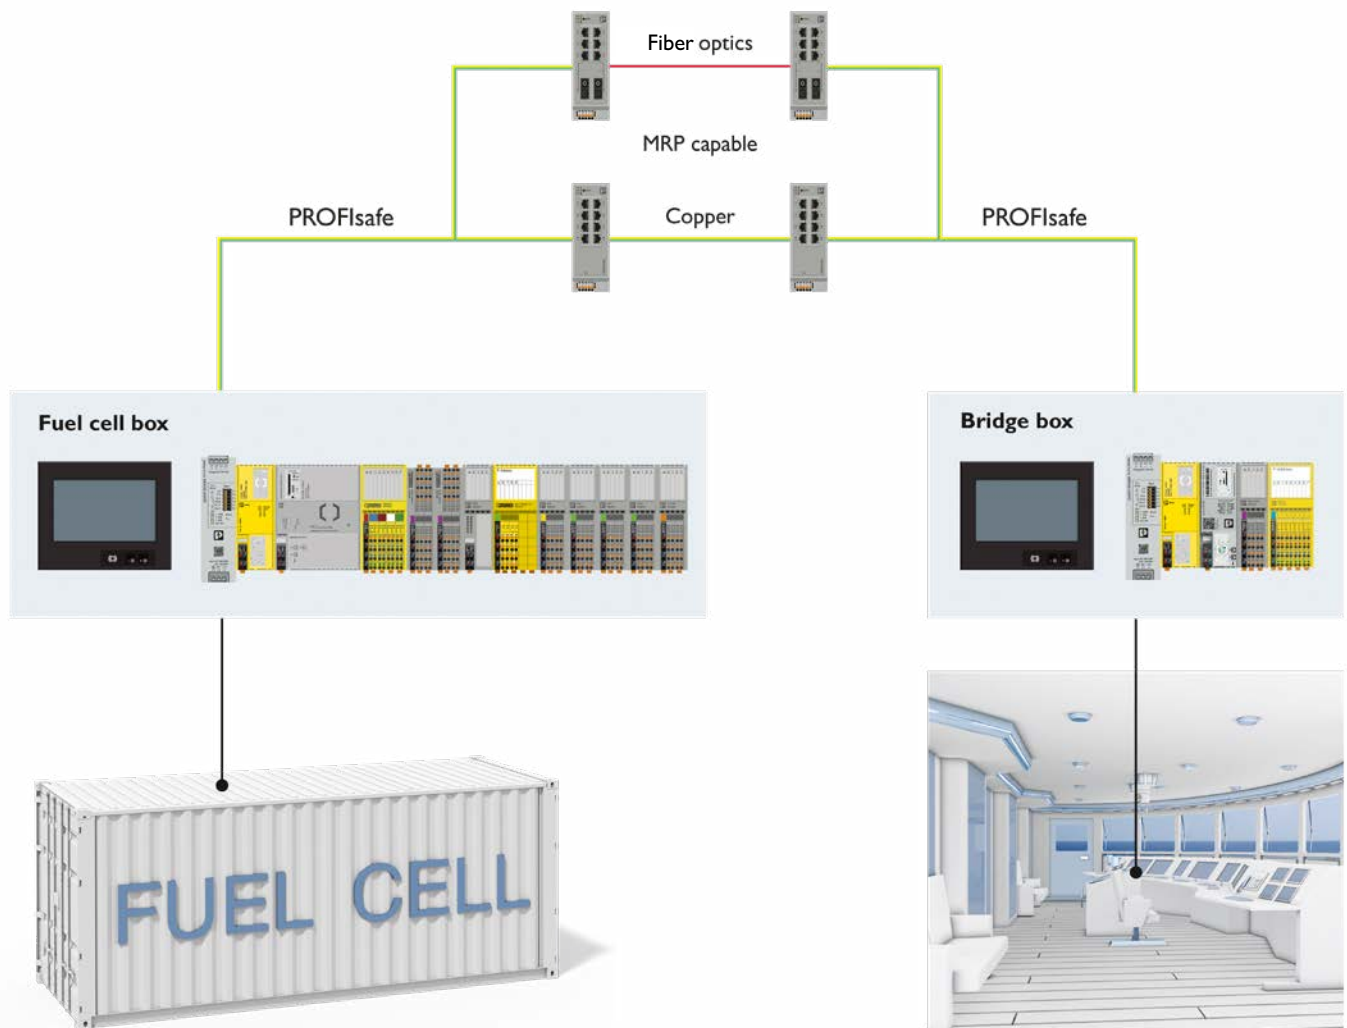 Fiber optics
MRP capable
PROFIsafe
Copper
PROFIsafe
Fuel cell box
Bridge box
FUEL CELL